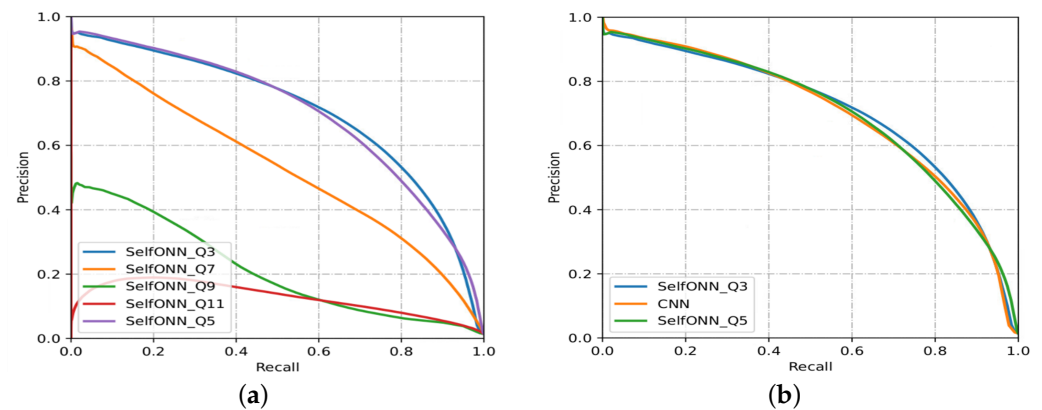 1.0
0.8
0.6
0.4
0.2
0.0
Precision
SelfONN_Q3
SelfONN_Q7
SelfONN_Q9
SelfONN_Q11
SelfONN_Q5
0.0 0.2 0.4 0.6 0.8 1.0
Recall
(a)
1.0
0.8
0.6
0.4
0.2
0.0
Precision
SelfONN_Q3
CNN
SelfONN_Q5
0.0 0.2 0.4 0.6 0.8 1.0
Recall
(b)